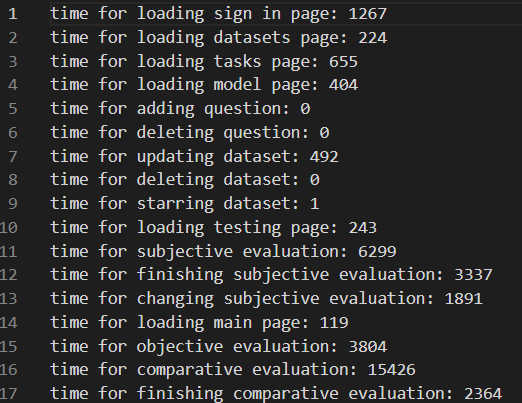 1 time for loading sign in page: 1267
2 time for loading datasets page: 224
3 time for loading tasks page: 655
4 time for loading model page: 404
5 time for adding question: 0
6 time for deleting question: 0
7 time for updating dataset: 492
8 time for deleting dataset: 0
9 time for starring dataset: 1
10 time for loading testing page: 243
11 time for subjective evaluation: 6299
12 time for finishing subjective evaluation: 3337
13 time for changing subjective evaluation: 1891
14 time for loading main page: 119
15 time for objective evaluation: 3804
16 time for comparative evaluation: 15426
17 time for finishing comparative evaluation: 2364